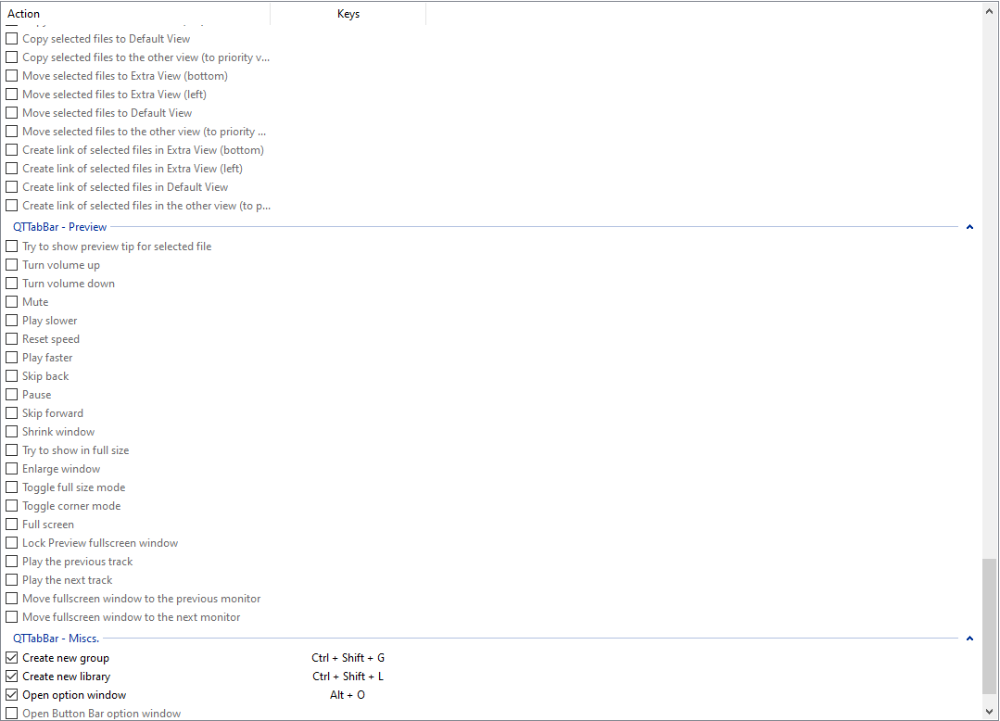 Action Keys
Copy selected files to Default View
Copy selected files to the other view (to priority v...
Move selected files to Extra View (bottom)
Move selected files to Extra View (left)
Move selected files to Default View
Move selected files to the other view (to priority ...
Create link of selected files in Extra View (bottom)
Create link of selected files in Extra View (left)
Create link of selected files in Default View
Create link of selected files in the other view (to p...
QTTabBar - Preview
Try to show preview tip for selected file
Turn volume up
Turn volume down
Mute
Play slower
Reset speed
Play faster
Skip back
Pause
Skip forward
Shrink window
Try to show in full size
Enlarge window
Toggle full size mode
Toggle corner mode
Full screen
Lock Preview fullscreen window
Play the previous track
Play the next track
Move fullscreen window to the previous monitor
Move fullscreen window to the next monitor
QTTabBar - Miscs.
Create new group Ctrl + Shift + G
Create new library Ctrl + Shift + L
Open option window Alt + O
Open Button Bar option window